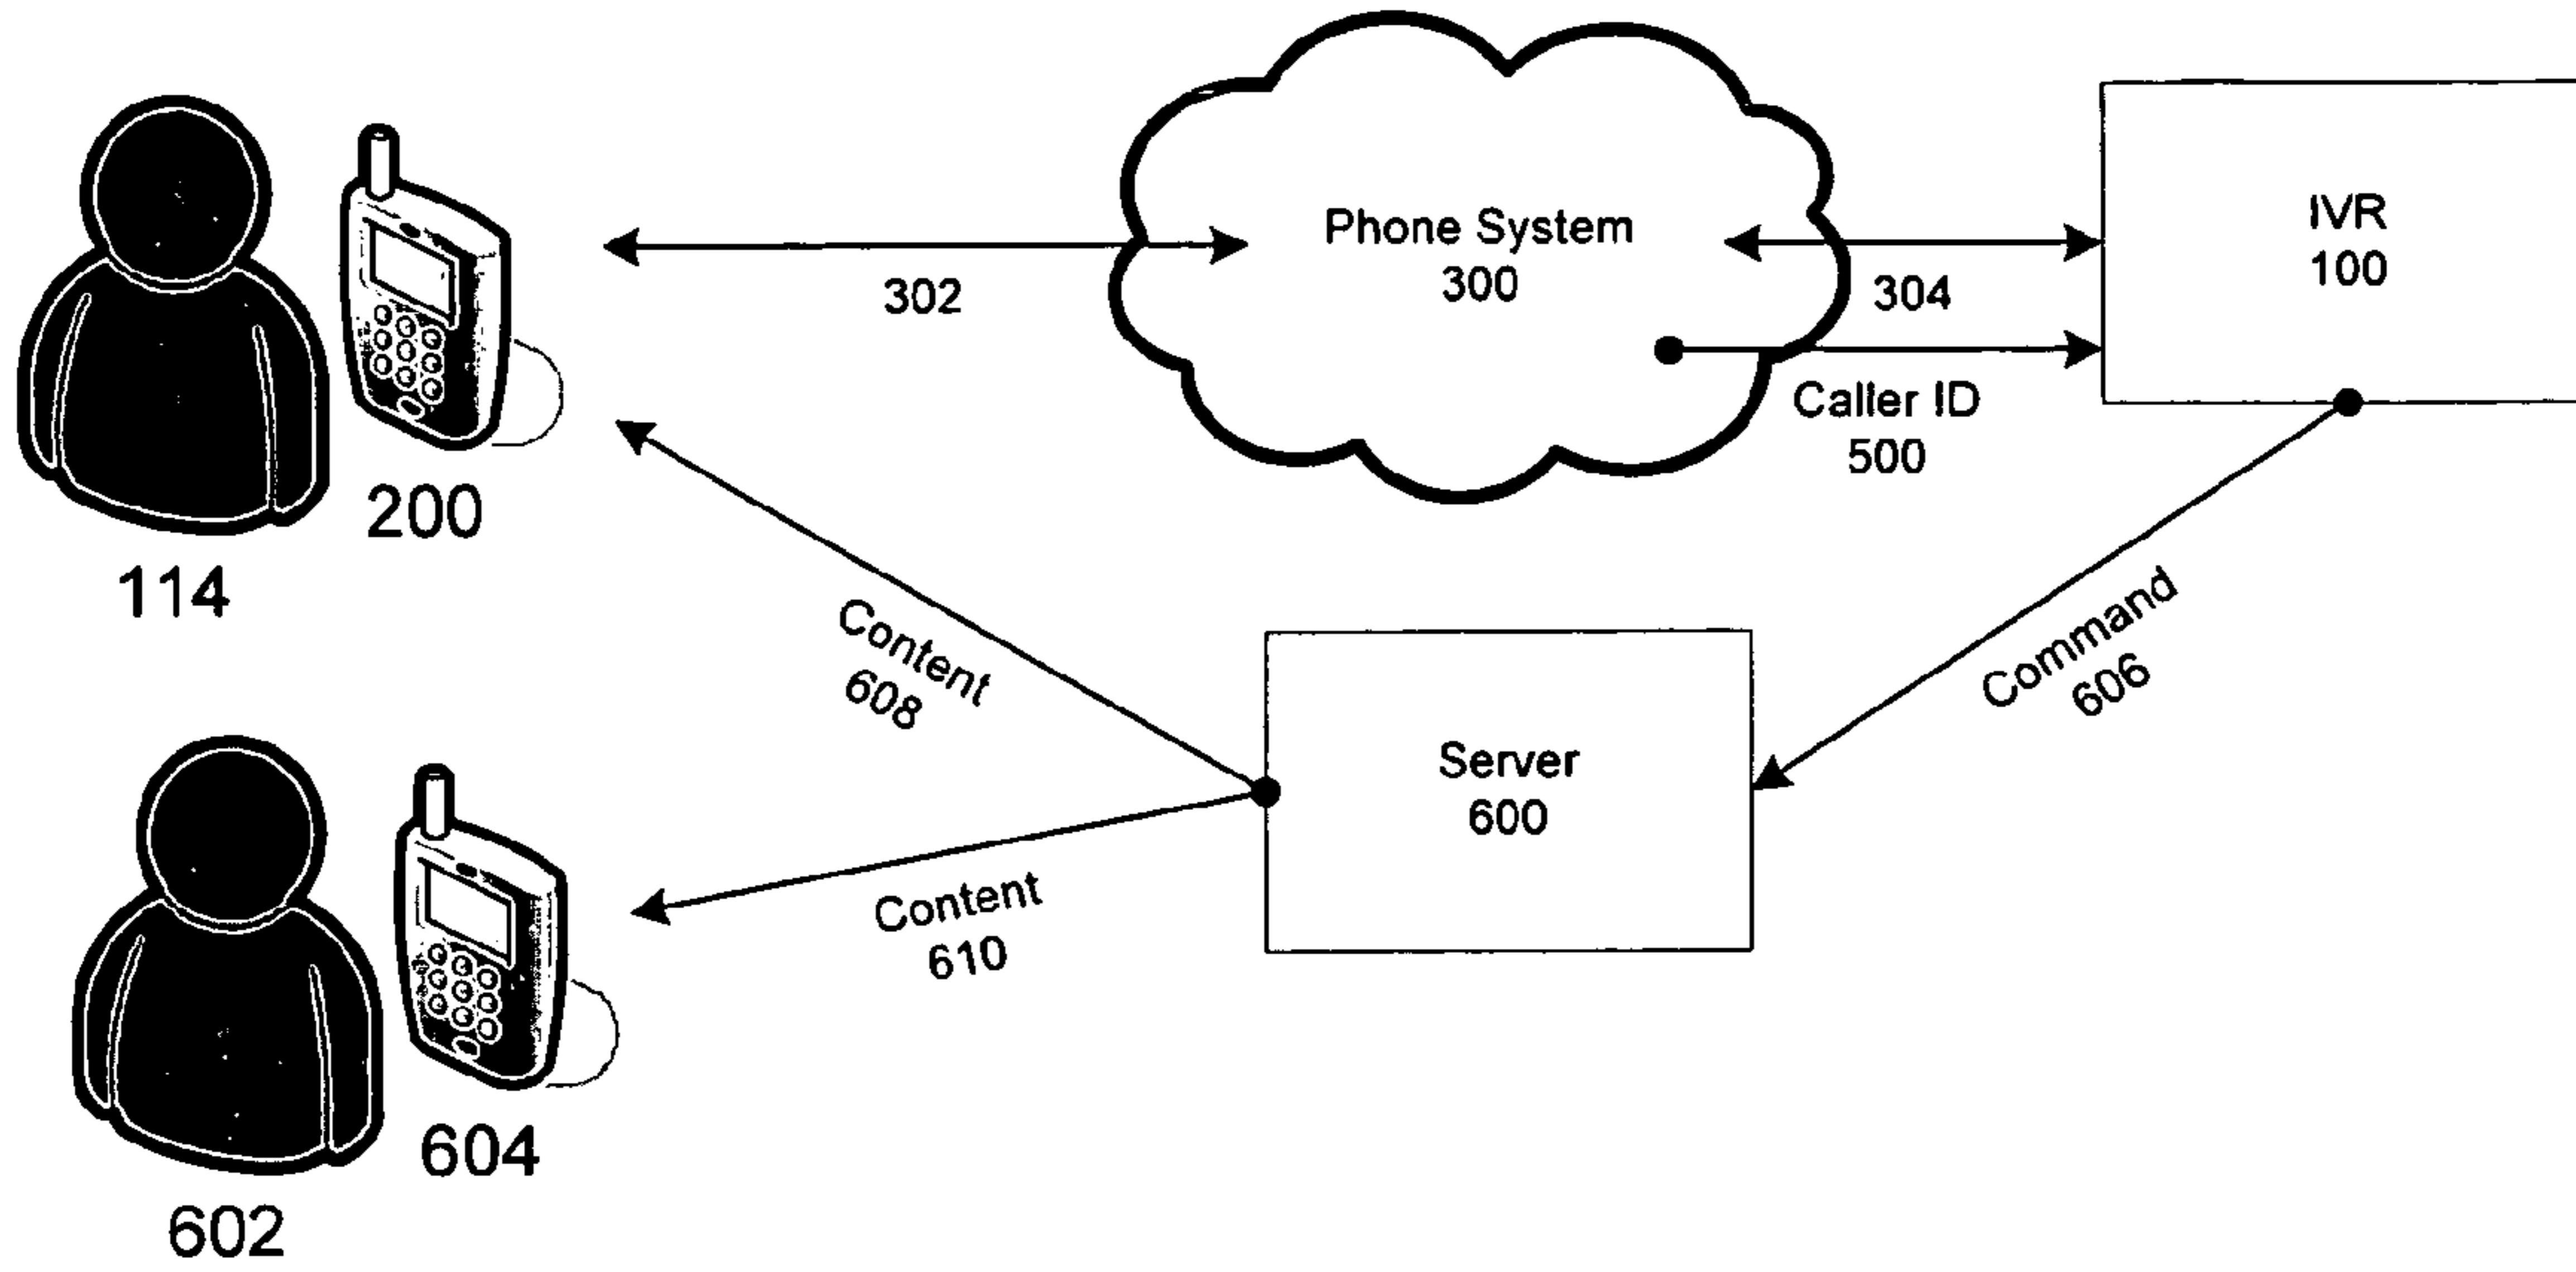 Phone System
300
IVR
100
302
304
Caller ID
500
200
114
Content
608
Command
606
Server
600
Content
610
604
602